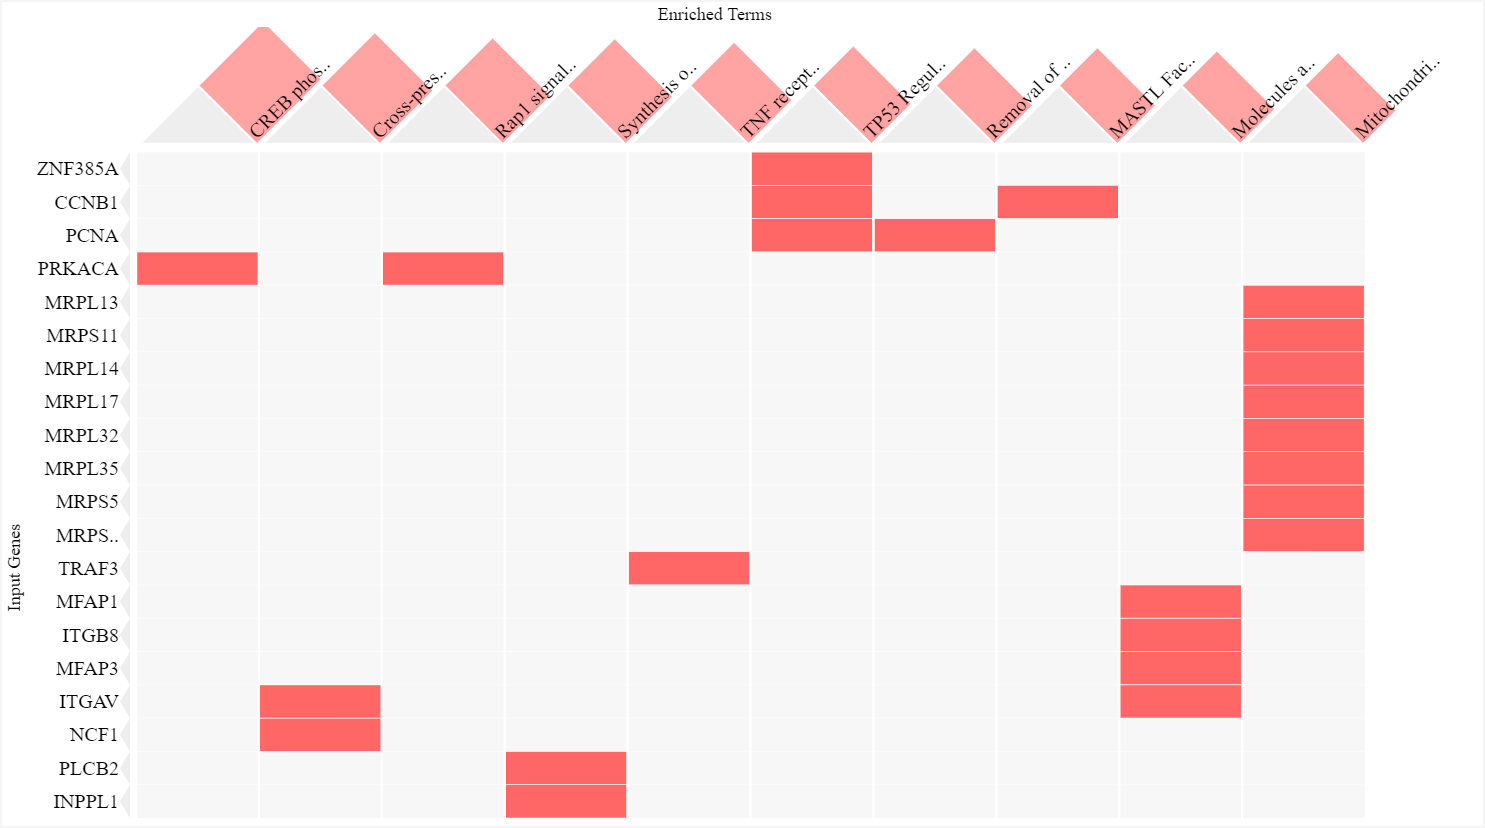 Enriched Terms
CREB phos..
Cross-pres..
Rap1 signal..
Synthesis o..
TNF recept..
TP53 Regul..
Removal of ..
MASTL Fac..
Molecules a..
Mitochondri..
Input Genes
ZNF385A
CCNB1
PCNA
PRKACA
MRPL13
MRPS11
MRPL14
MRPL17
MRPL32
MRPL35
MRPS5
MRPS..
TRAF3
MFAP1
ITGB8
MFAP3
ITGAV
NCF1
PLCB2
INPPL1